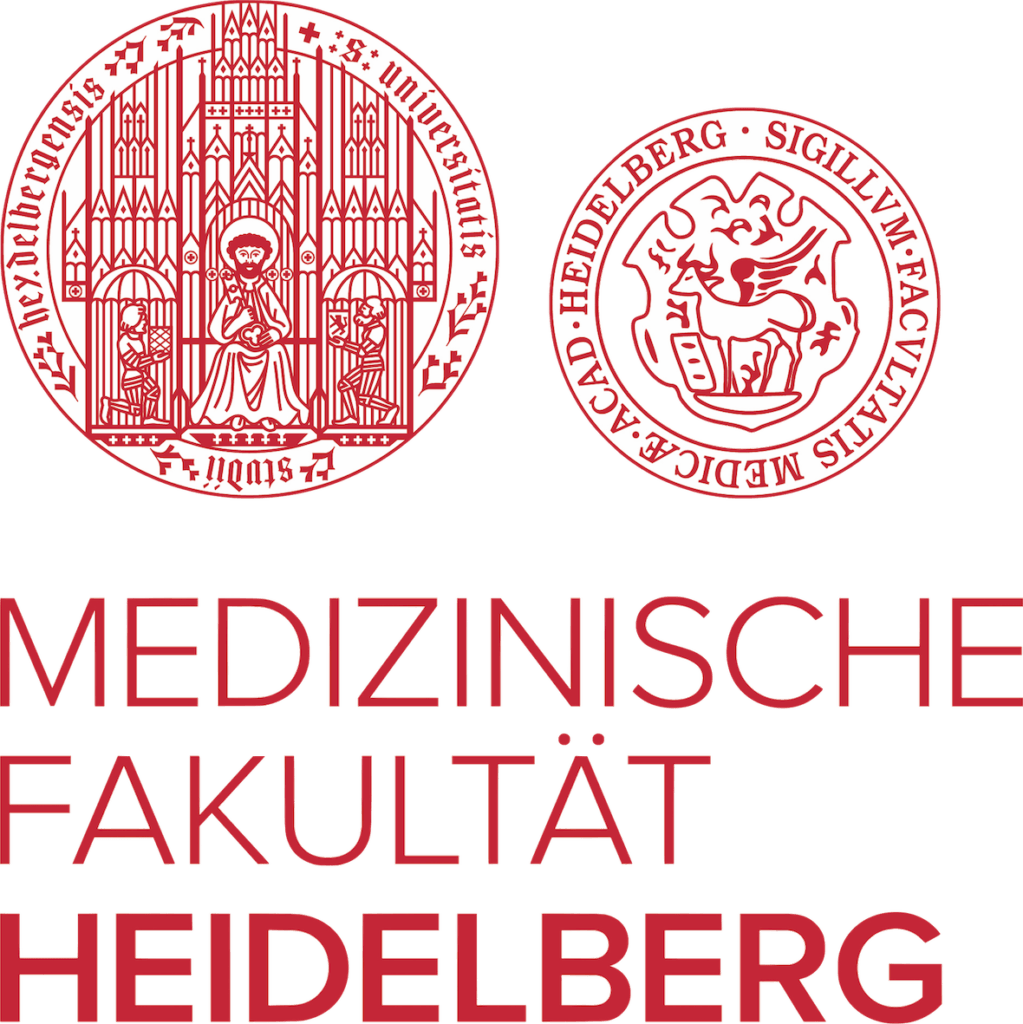 s: universitatis
studii
heydelbergensis
SIGILLVM·FACVLTATIS MEDICÆ·ACAD·HEIDELBERG·
MEDIZINISCHE
FAKULTÄT
HEIDELBERG